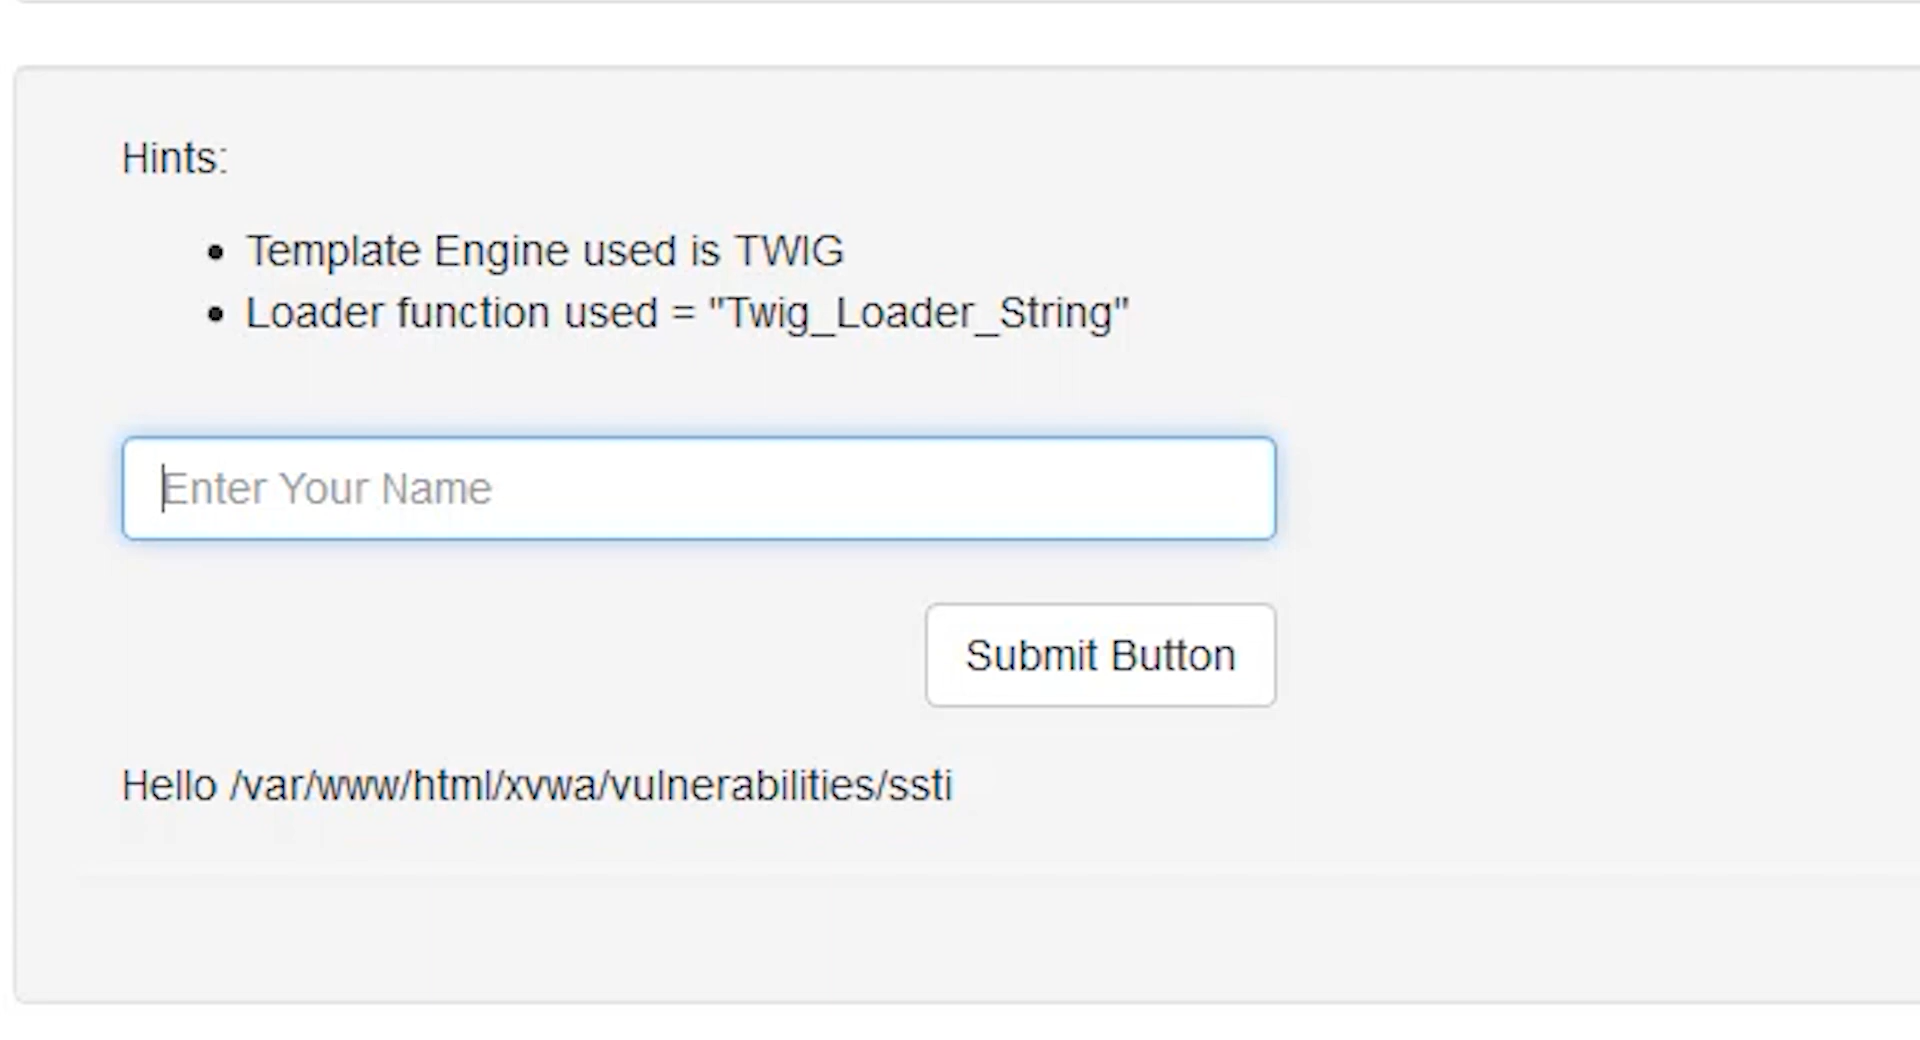 Hints:
Template Engine used is TWIG
Loader function used = "Twig_Loader_String"
Enter Your Name
Submit Button
Hello /var/www/html/xvwa/vulnerabilities/ssti